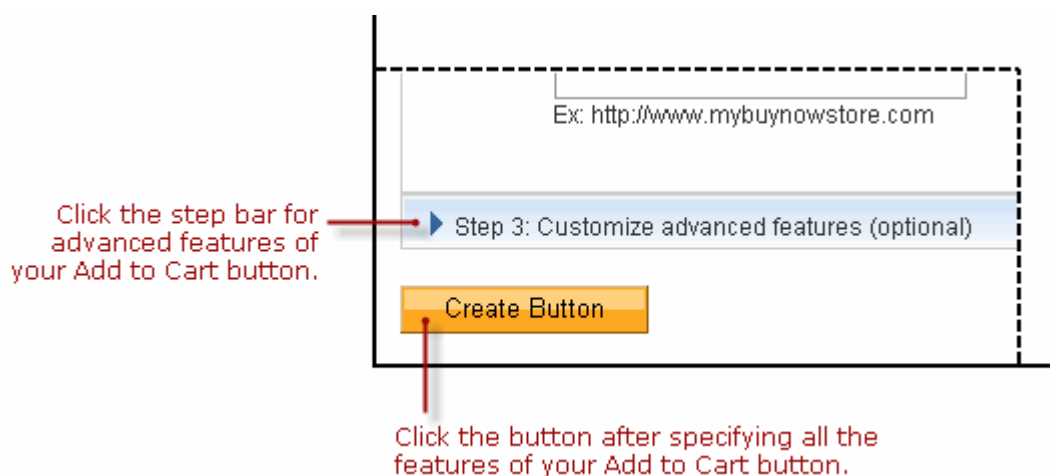 Ex: http://www.mybuynowstore.com
Click the step bar for
advanced features of
your Add to Cart button.
Step 3: Customize advanced features (optional)
Create Button
Click the button after specifying all the
features of your Add to Cart button.